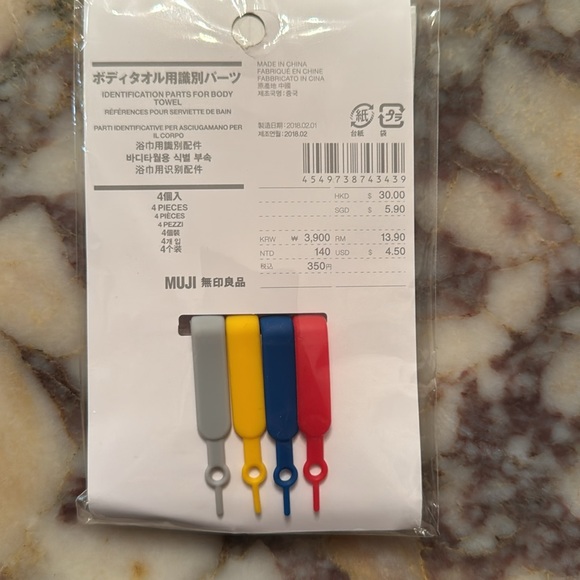 ボディタオル用識別パーツ
IDENTIFICATION PARTS FOR BODY
TOWEL
RÉFÉRENCES POUR SERVIETTE DE BAIN
PARTI IDENTIFICATIVE PER ASCIUGAMANO PER
IL CORPO
浴巾用識別配件
바디타월용 식별 부속
浴巾用识别配件
4個入
4 PIECES
4 PIÈCES
4 PEZZI
4個裝
4개 입
4个装
MUJI 無印良品
MADE IN CHINA
FABRIQUÉ EN CHINE
FABBRICATO IN CINA
原產地 中國
제조국명 : 중국
製造日期 : 2018.02.01
제조연월 : 2018.02
紙
台紙
プラ
袋
4549738743439
HKD $ 30.00
SGD $ 5.90
KRW ₩ 3,900 RM 13.90
NTD 140 USD $ 4.50
税込 350円